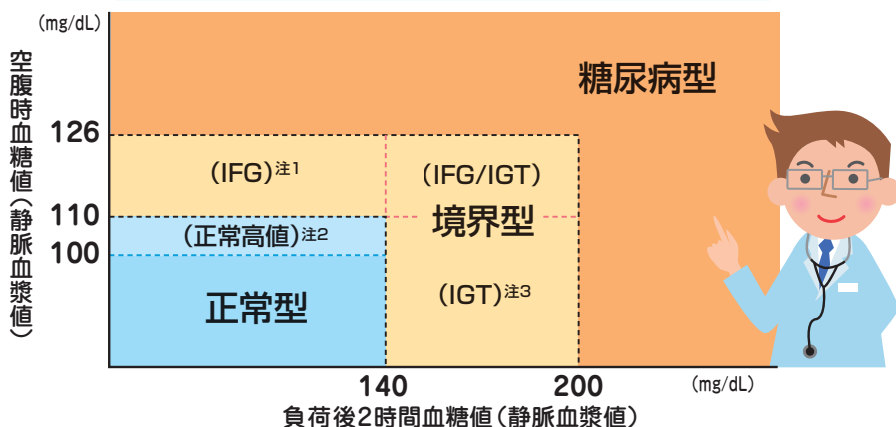 (mg/dL)
空腹時血糖値(静脈血漿値)
糖尿病型
126
(IFG)注1
(IFG/IGT)
110
(正常高値)注2
境界型
100
(IGT)注3
正常型
140
200
(mg/dL)
負荷後2時間血糖値(静脈血漿値)